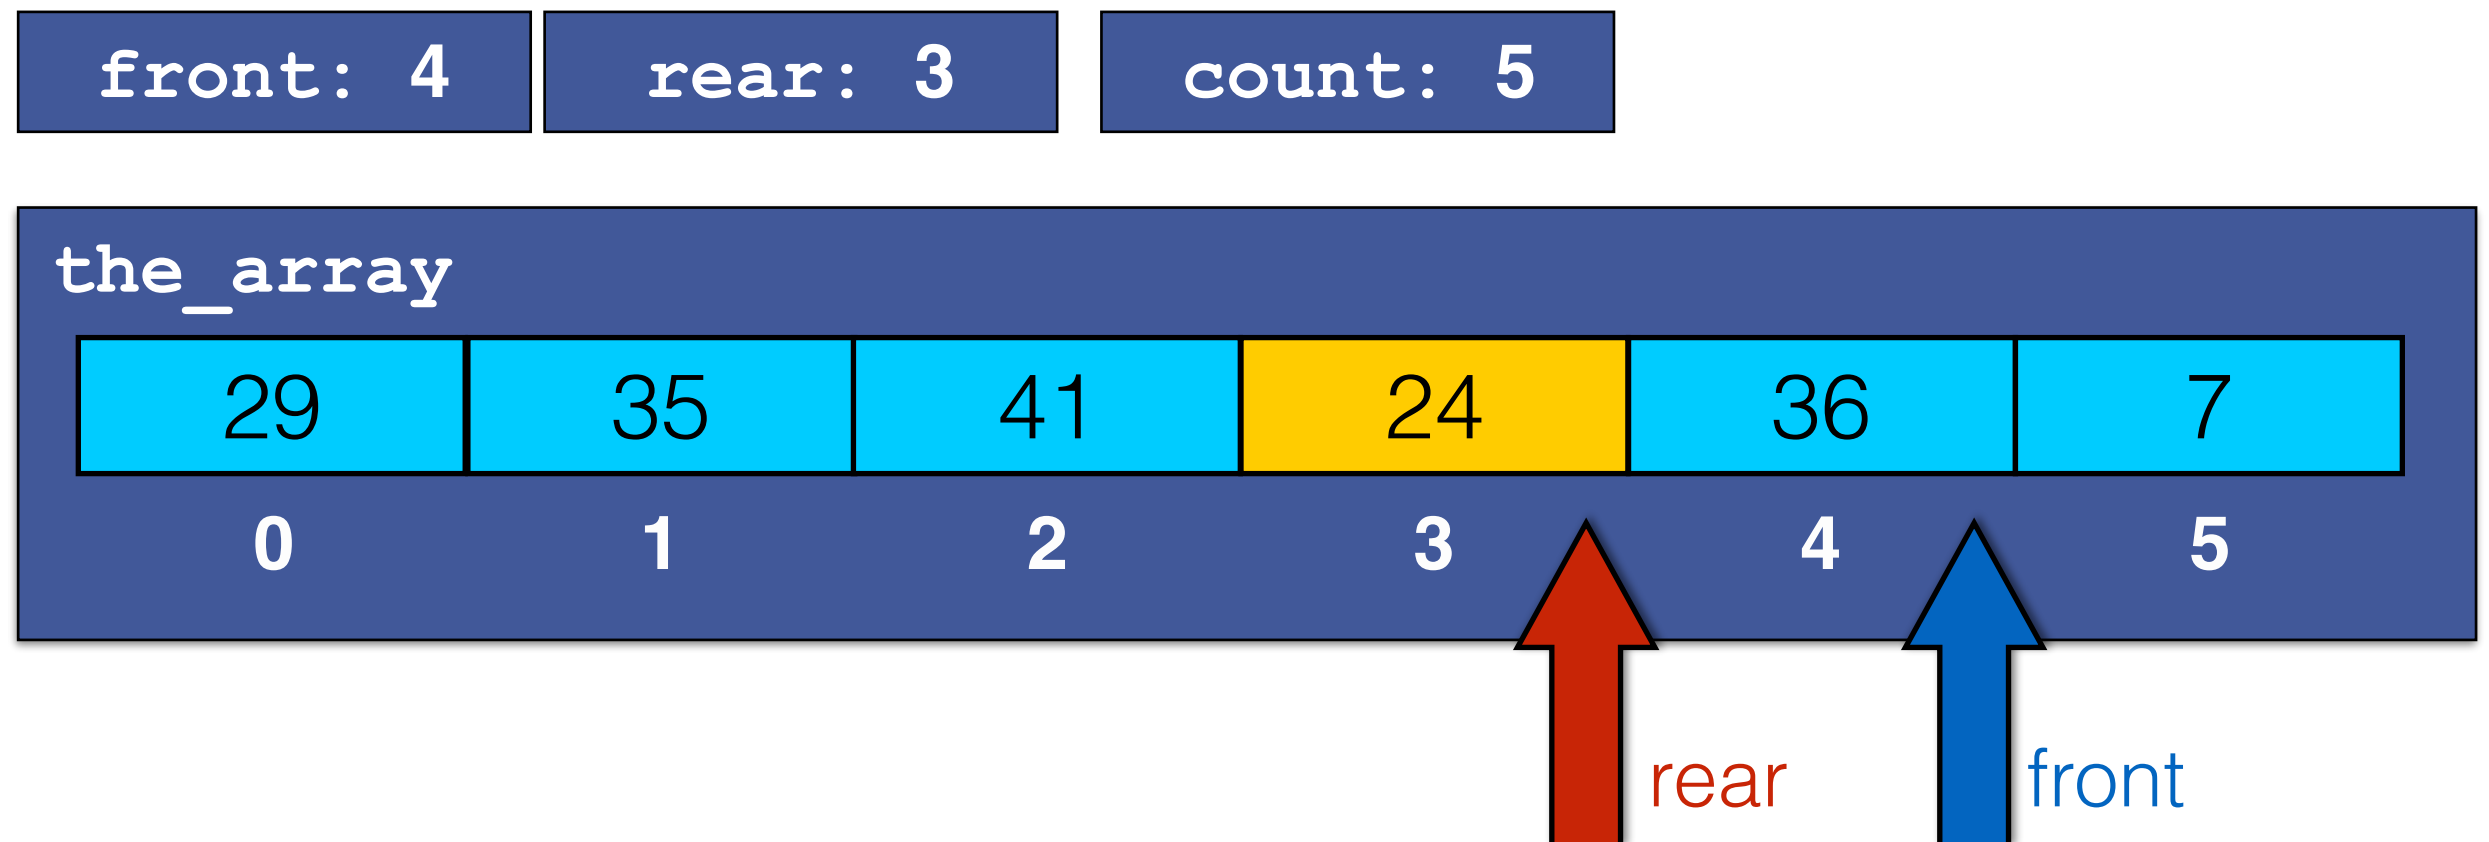 front: 4 rear: 3 count: 5
the_array
29 35 41 24 36 7
0 1 2 3 4 5
rear front